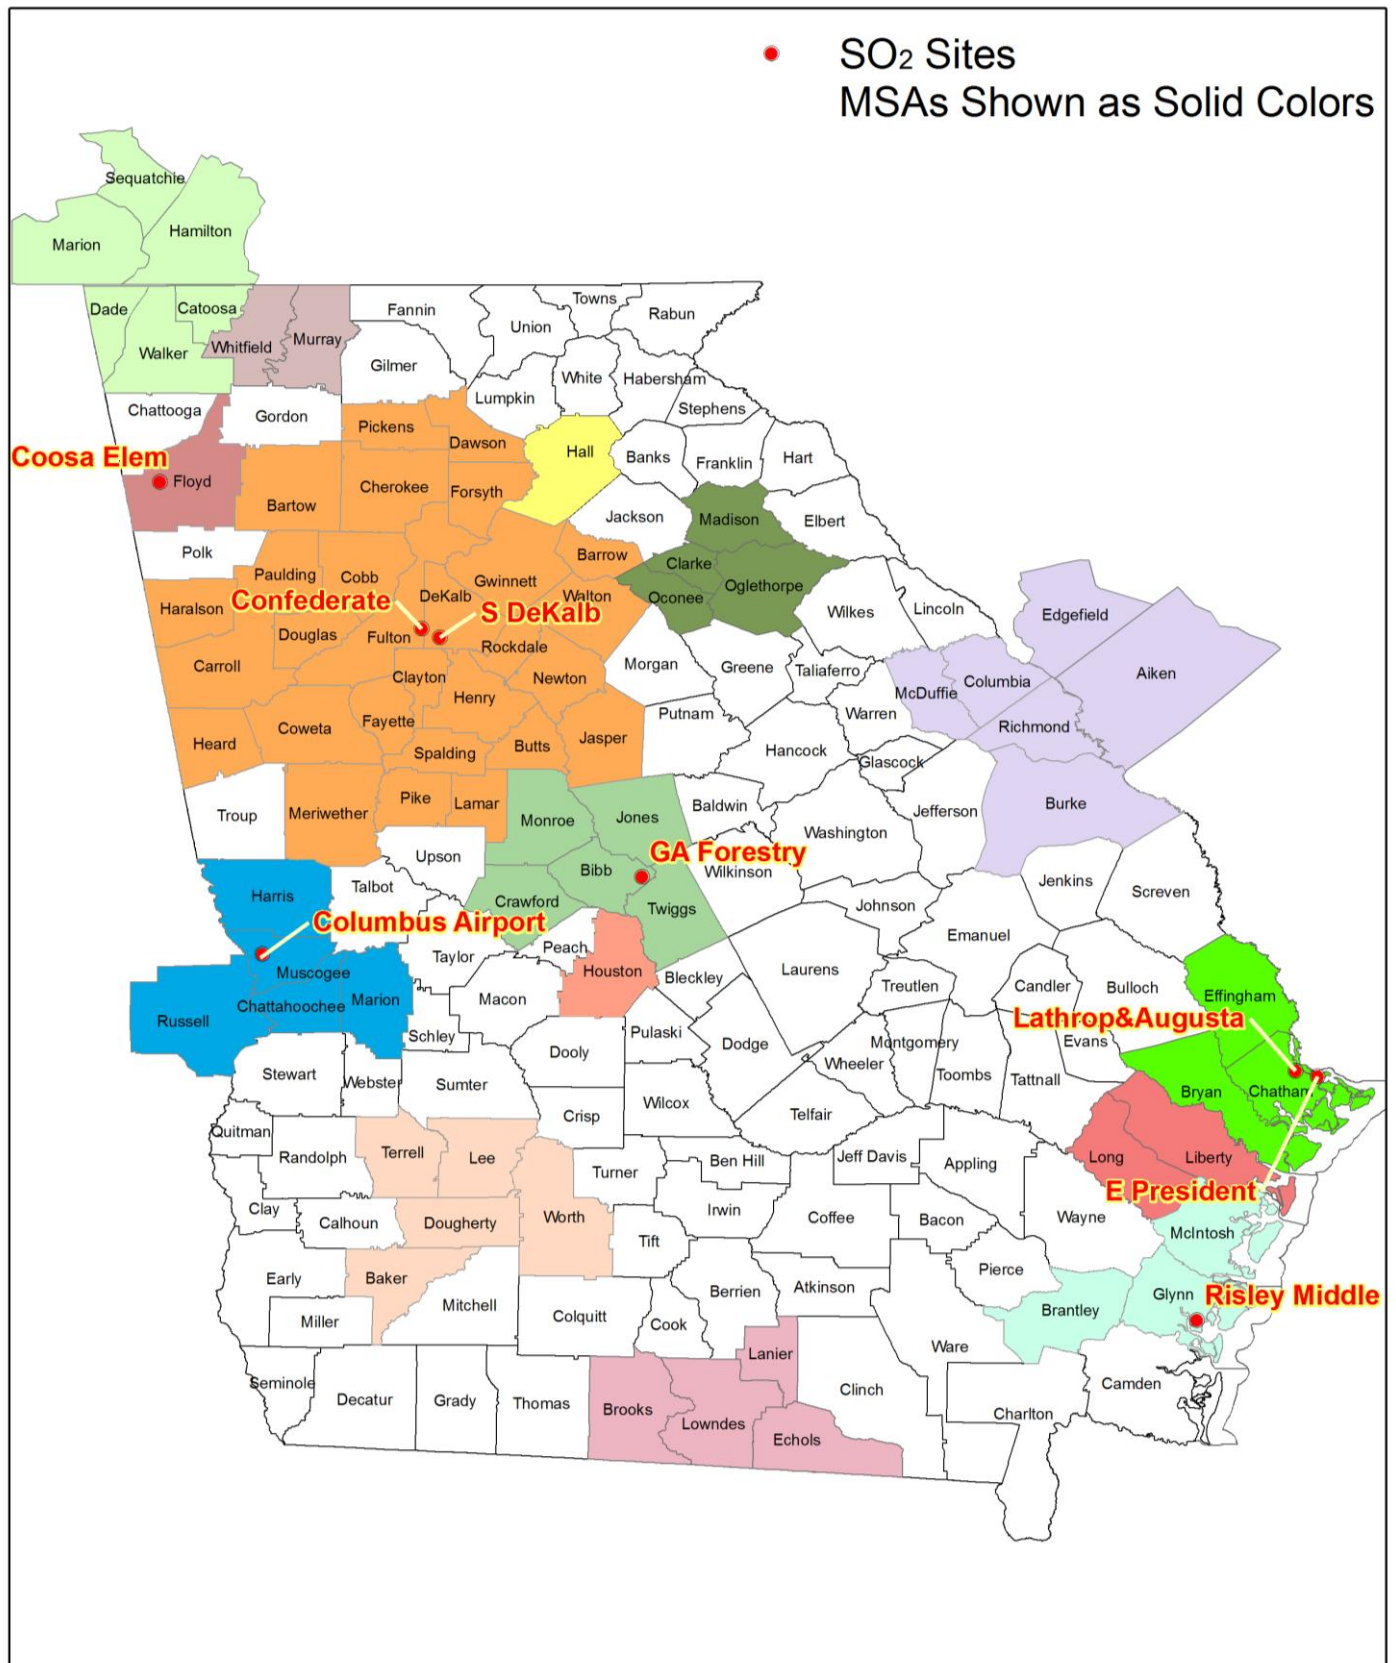 SO2 Sites
MSAs Shown as Solid Colors
Sequatchie
Hamilton
Marion
Dade
Catoosa
Walker
Whitfield
Murray
Fannin
Union
Towns
Rabun
Gilmer
White
Habersham
Lumpkin
Stephens
Chattooga
Gordon
Pickens
Dawson
Hall
Banks
Franklin
Hart
Coosa Elem
Floyd
Bartow
Cherokee
Forsyth
Jackson
Madison
Elbert
Polk
Paulding
Cobb
DeKalb
Gwinnett
Barrow
Clarke
Oglethorpe
Haralson
Confederate
S DeKalb
Walton
Oconee
Wilkes
Lincoln
Edgefield
Douglas
Fulton
Rockdale
Carroll
Clayton
Newton
Morgan
Greene
Taliaferro
Columbia
Aiken
McDuffie
Henry
Heard
Coweta
Fayette
Spalding
Butts
Jasper
Putnam
Hancock
Warren
Richmond
Glascock
Troup
Meriwether
Pike
Lamar
Monroe
Jones
Baldwin
Washington
Jefferson
Burke
Upson
GA Forestry
Bibb
Wilkinson
Talbot
Harris
Crawford
Twiggs
Johnson
Jenkins
Screven
Columbus Airport
Taylor
Peach
Emanuel
Muscogee
Houston
Bleckley
Laurens
Treutlen
Candler
Bulloch
Effingham
Russell
Chattahoochee
Marion
Macon
Lathrop&Augusta
Schley
Dooly
Pulaski
Dodge
Wheeler
Montgomery
Evans
Stewart
Webster
Sumter
Toombs
Tattnall
Bryan
Chatham
Crisp
Wilcox
Telfair
Quitman
Randolph
Terrell
Lee
Turner
Ben Hill
Jeff Davis
Appling
Long
Liberty
E President
Clay
Calhoun
Dougherty
Worth
Irwin
Coffee
Bacon
Wayne
McIntosh
Tift
Early
Baker
Mitchell
Berrien
Atkinson
Pierce
Brantley
Glynn
Risley Middle
Miller
Colquitt
Cook
Ware
Lanier
Seminole
Decatur
Grady
Thomas
Brooks
Lowndes
Echols
Clinch
Camden
Charlton